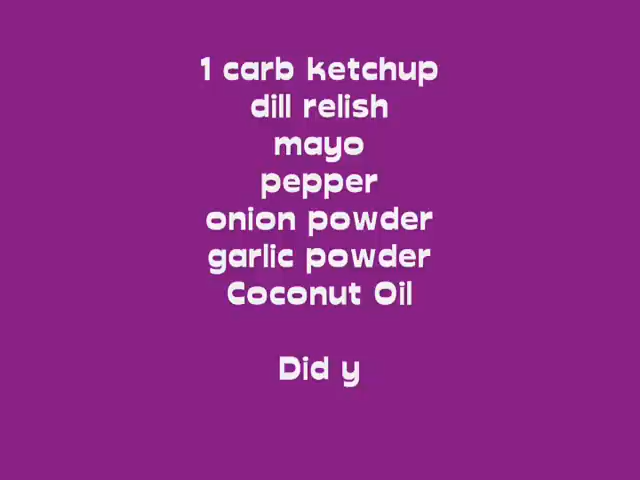 1 carb ketchup
dill relish
mayo
pepper
onion powder
garlic powder
Coconut Oil
Did y